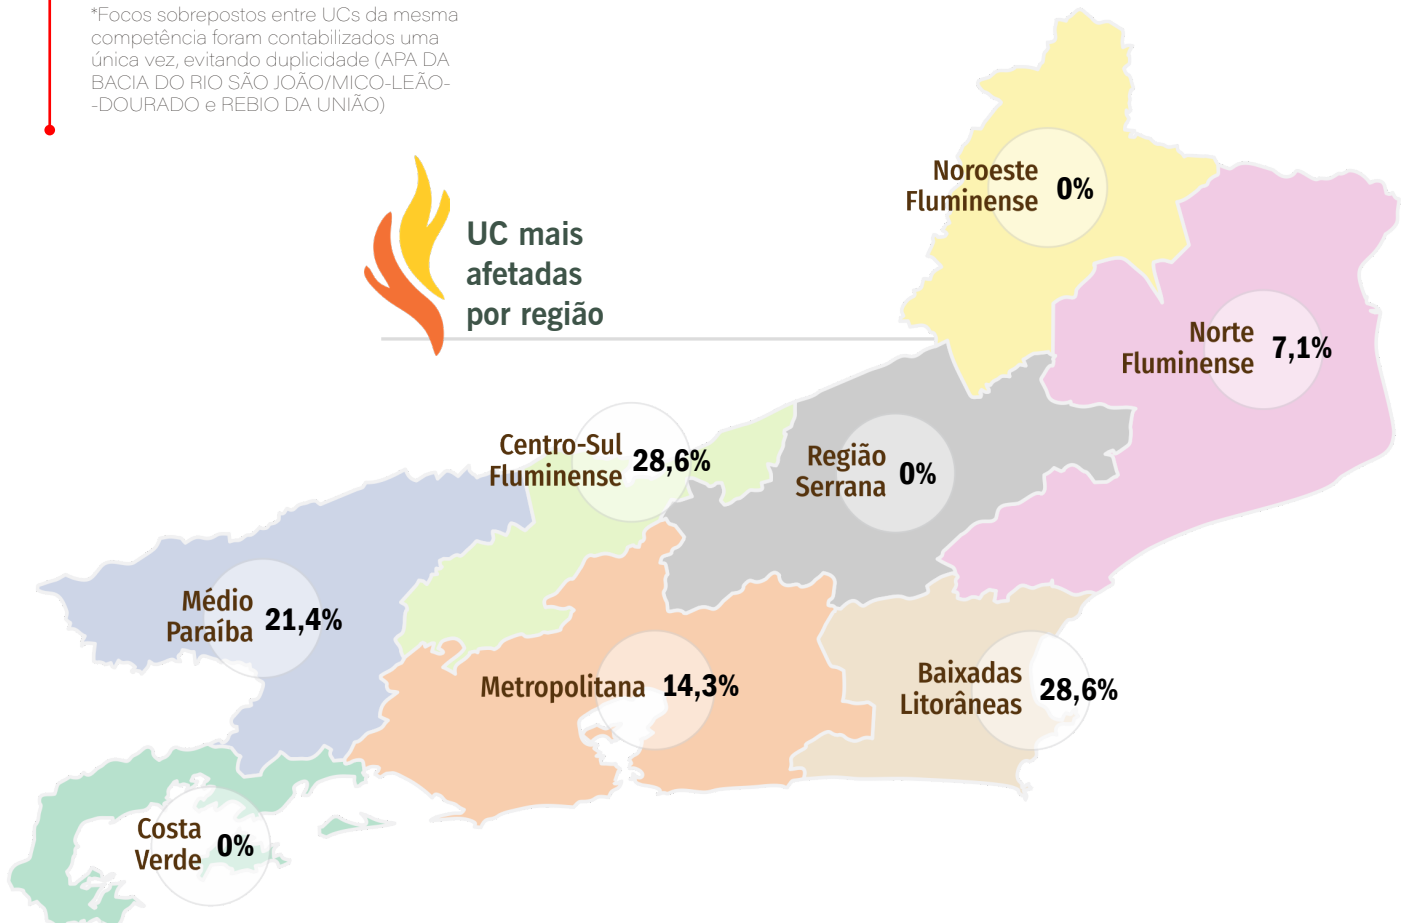 *Focos sobrepostos entre UCs da mesma
competência foram contabilizados uma
única vez, evitando duplicidade (APA DA
BACIA DO RIO SÃO JOÃO/MICO-LEÃO-
-DOURADO e REBIO DA UNIÃO)
UC mais
afetadas
por região
Noroeste
Fluminense
0%
Norte
Fluminense
7,1%
Centro-Sul
Fluminense
28,6%
Região
Serrana
0%
Médio
Paraíba
21,4%
Metropolitana 14,3%
Baixadas
Litorâneas
28,6%
Costa
Verde
0%